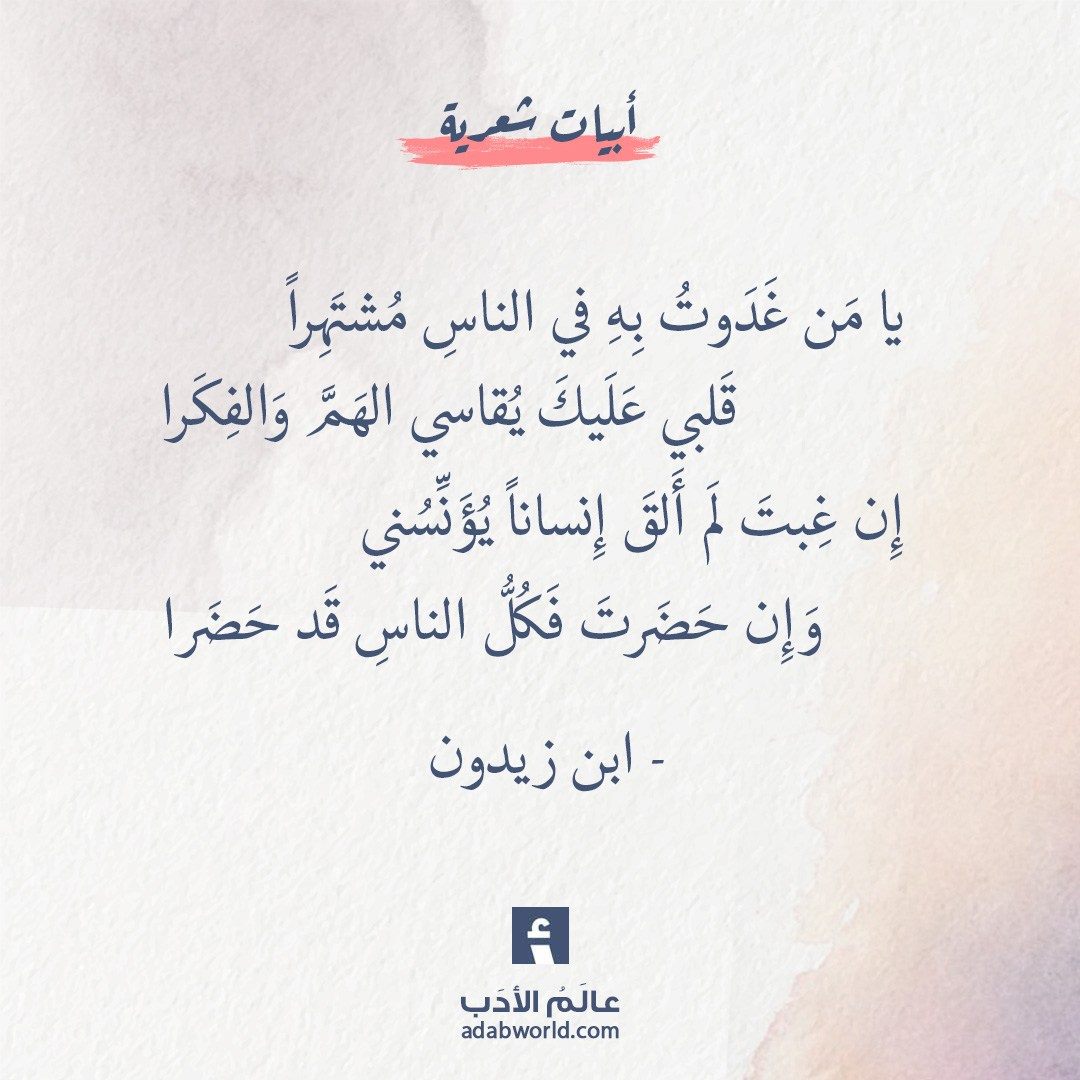 أبيات شعرية
يا مَن غَدَوتُ بِهِ في الناسِ مُشتَهِراً
قَلبي عَلَيكَ يُقاسي الهَمَّ وَالفِكَرا
إِن غِبتَ لَم أَلقَ إِنساناً يُؤَنِّسُني
وَإِن حَضَرتَ فَكُلُّ الناسِ قَد حَضَرا
- ابن زيدون
أ
عالَمُ الأدَب
adabworld.com